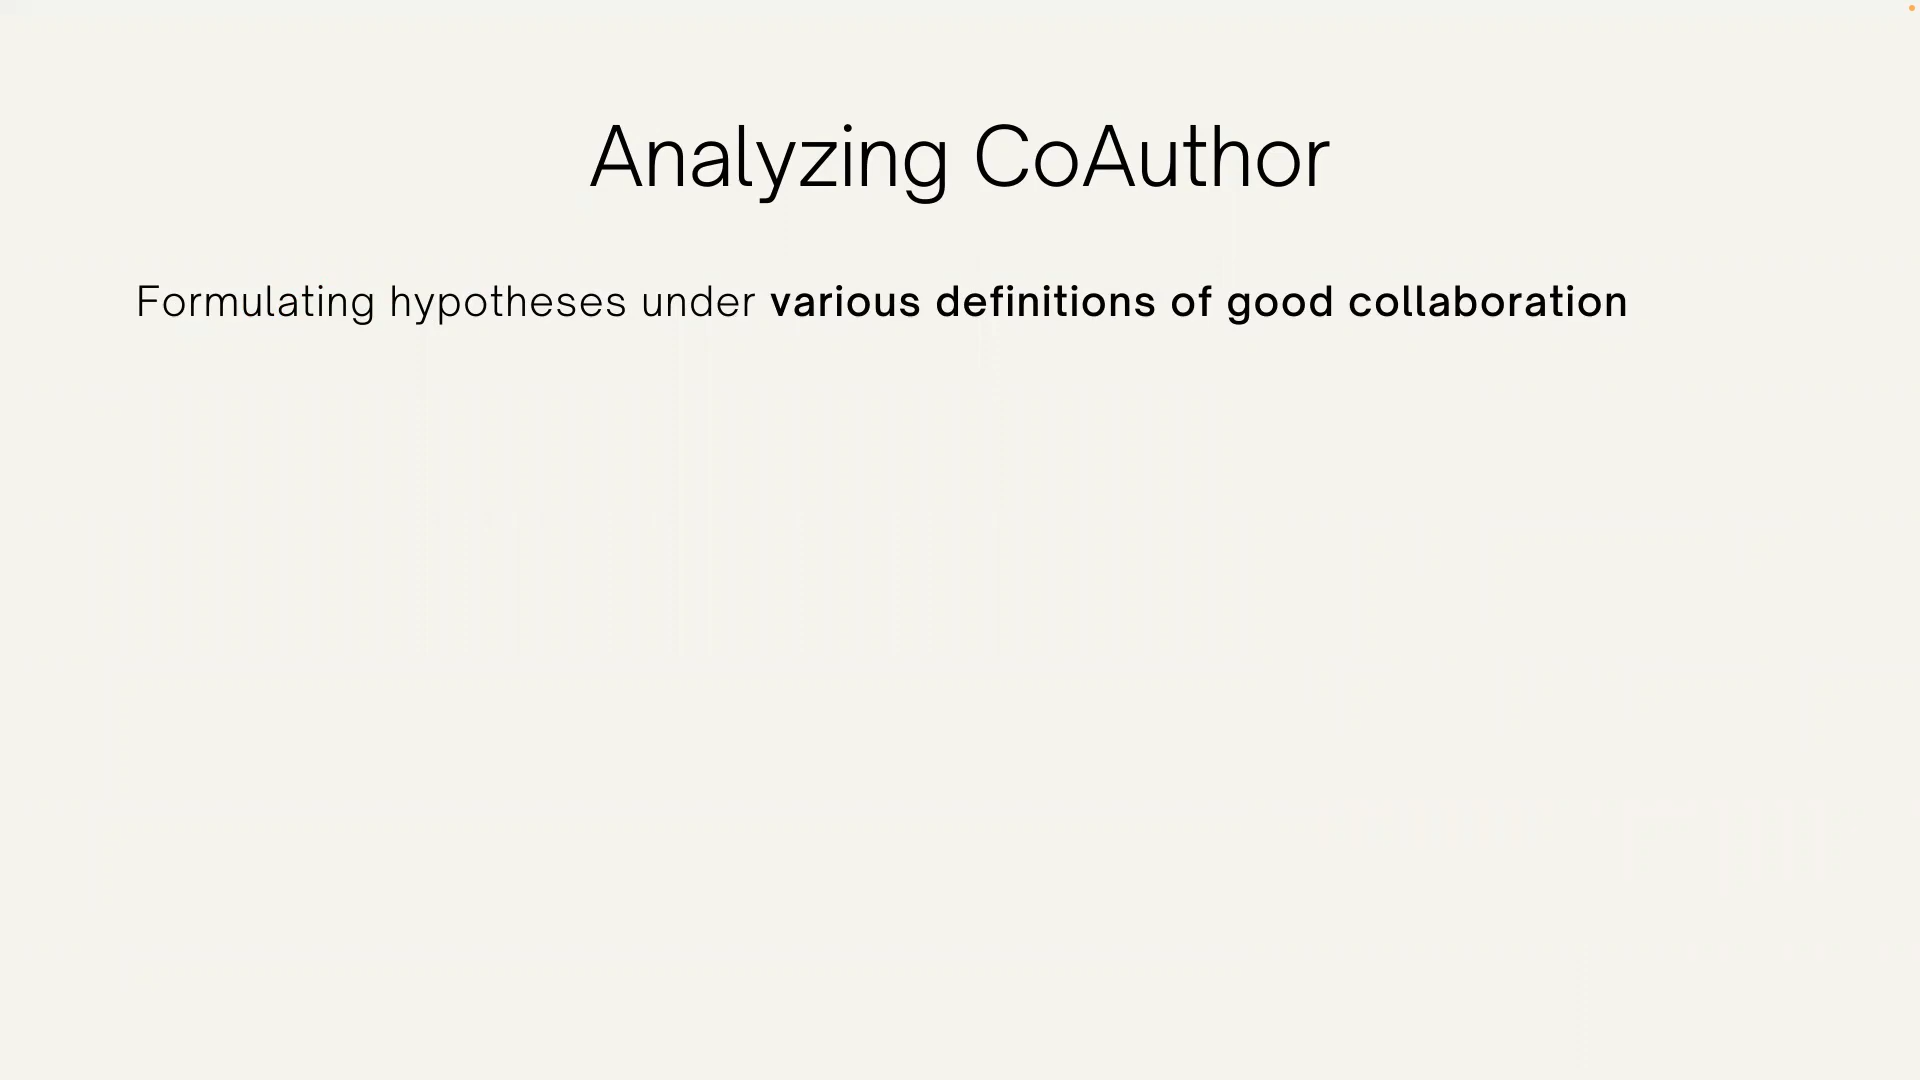 Analyzing CoAuthor
Formulating hypotheses under various definitions of good collaboration